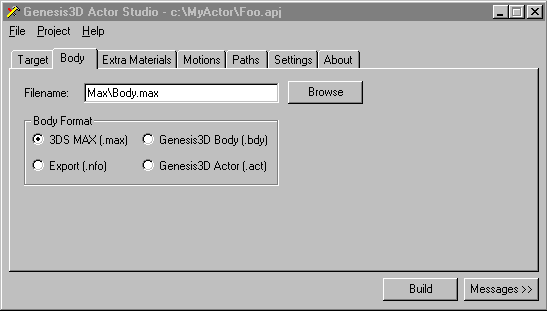 Genesis3D Actor Studio - c:\MyActor\Foo.apj
File Project Help
Target Body Extra Materials Motions Paths Settings About
Filename: Max\Body.max Browse
Body Format
3DS MAX (.max) Genesis3D Body (.bdy)
Export (.nfo) Genesis3D Actor (.act)
Build Messages >>